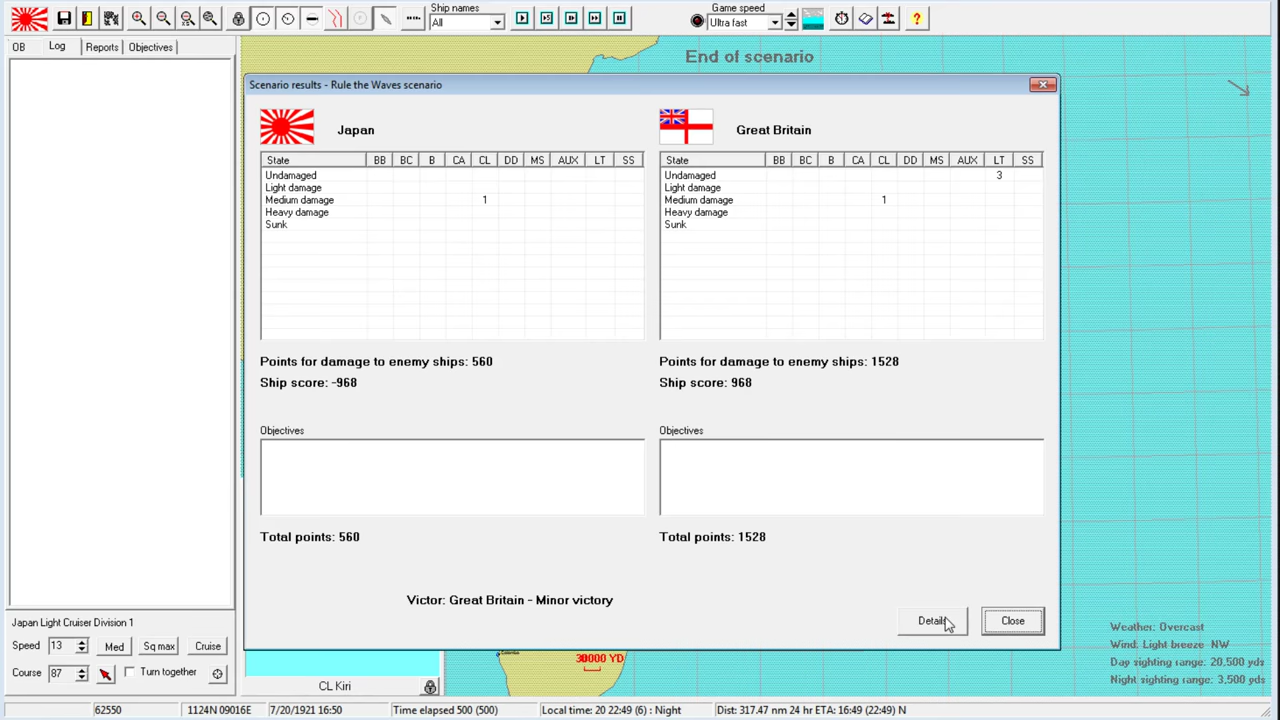 Ship names
Game speed
All
Ultra fast
OB
Log
Reports
Objectives
End of scenario
Scenario results - Rule the Waves scenario
Japan
Great Britain
State BB BC B CA CL DD MS AUX LT SS
Undamaged
Light damage
Medium damage 1
Heavy damage
Sunk
State BB BC B CA CL DD MS AUX LT SS
Undamaged 3
Light damage
Medium damage 1
Heavy damage
Sunk
Points for damage to enemy ships: 560
Ship score: -968
Points for damage to enemy ships: 1528
Ship score: 968
Objectives
Objectives
Total points: 560
Total points: 1528
Victor: Great Britain - Minor victory
Details
Close
Japan Light Cruiser Division 1
Speed 13 Med Sq max Cruise
Course 87 Turn together
CL Kiri
Weather: Overcast
Wind: Light breeze NW
Day sighting range: 20,500 yds
Night sighting range: 3,500 yds
62550
1124N 09016E
7/20/1921 16:50
Time elapsed 500 (500)
Local time: 20 22:49 (6) : Night
Dist: 317.47 nm 24 hr ETA: 16:49 (22:49) N